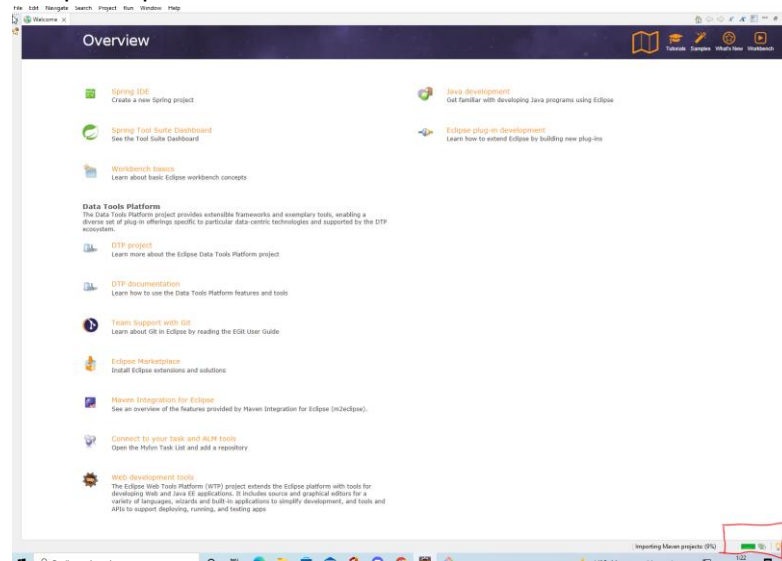 File Edit Navigate Search Project Run Window Help
Welcome
Overview
Tutorials Samples What's New Workbench
Spring IDE
Create a new Spring project
Java development
Get familiar with developing Java programs using Eclipse
Spring Tool Suite Dashboard
See the Tool Suite Dashboard
Eclipse plug-in development
Learn how to extend Eclipse by building new plug-ins
Workbench basics
Learn about basic Eclipse workbench concepts
Data Tools Platform
The Data Tools Platform project provides extensible frameworks and exemplary tools, enabling a
diverse set of plug-in offerings specific to particular data-centric technologies and supported by the DTP
ecosystem.
DTP project
Learn more about the Eclipse Data Tools Platform project
DTP documentation
Learn how to use the Data Tools Platform features and tools
Team Support with Git
Learn about Git in Eclipse by reading the EGit User Guide
Eclipse Marketplace
Install Eclipse extensions and solutions
Maven Integration for Eclipse
See an overview of the features provided by Maven Integration for Eclipse (m2eclipse).
Connect to your task and ALM tools
Open the Mylyn Task List and add a repository
Web development tools
The Eclipse Web Tools Platform (WTP) project extends the Eclipse platform with tools for
developing Web and Java EE applications. It includes source and graphical editors for a
variety of languages, wizards and built-in applications to simplify development, and tools and
APIs to support deploying, running, and testing apps
Importing Maven projects: (9%)
1:22